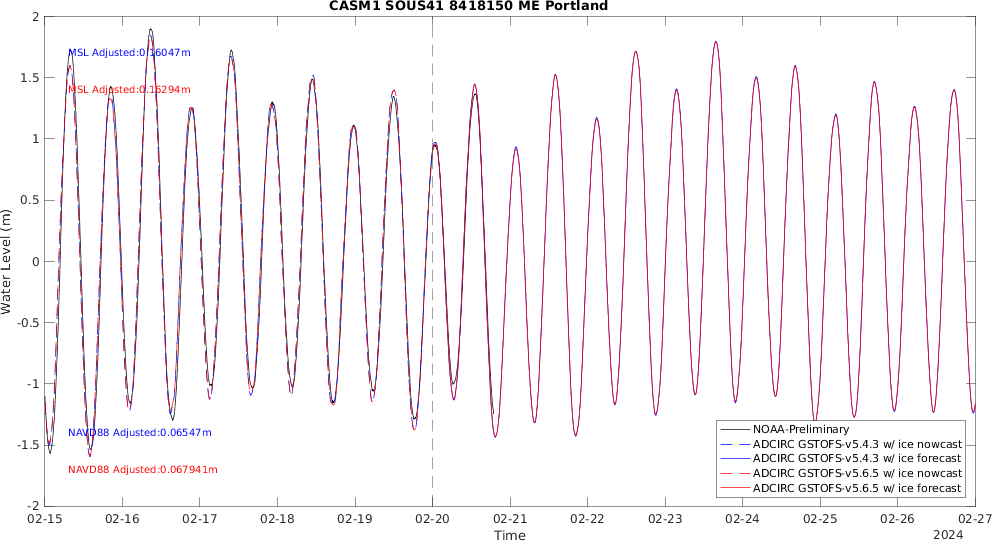 CASM1 SOUS41 8418150 ME Portland
2
1.5
1
0.5
0
-0.5
-1
-1.5
-2
Water Level (m)
MSL Adjusted:0.16047m
MSL Adjusted:0.16294m
NAVD88 Adjusted:0.06547m
NAVD88 Adjusted:0.067941m
NOAA-Preliminary
ADCIRC GSTOFS-v5.4.3 w/ ice nowcast
ADCIRC GSTOFS-v5.4.3 w/ ice forecast
ADCIRC GSTOFS-v5.6.5 w/ ice nowcast
ADCIRC GSTOFS-v5.6.5 w/ ice forecast
02-15 02-16 02-17 02-18 02-19 02-20 02-21 02-22 02-23 02-24 02-25 02-26 02-27
Time
2024